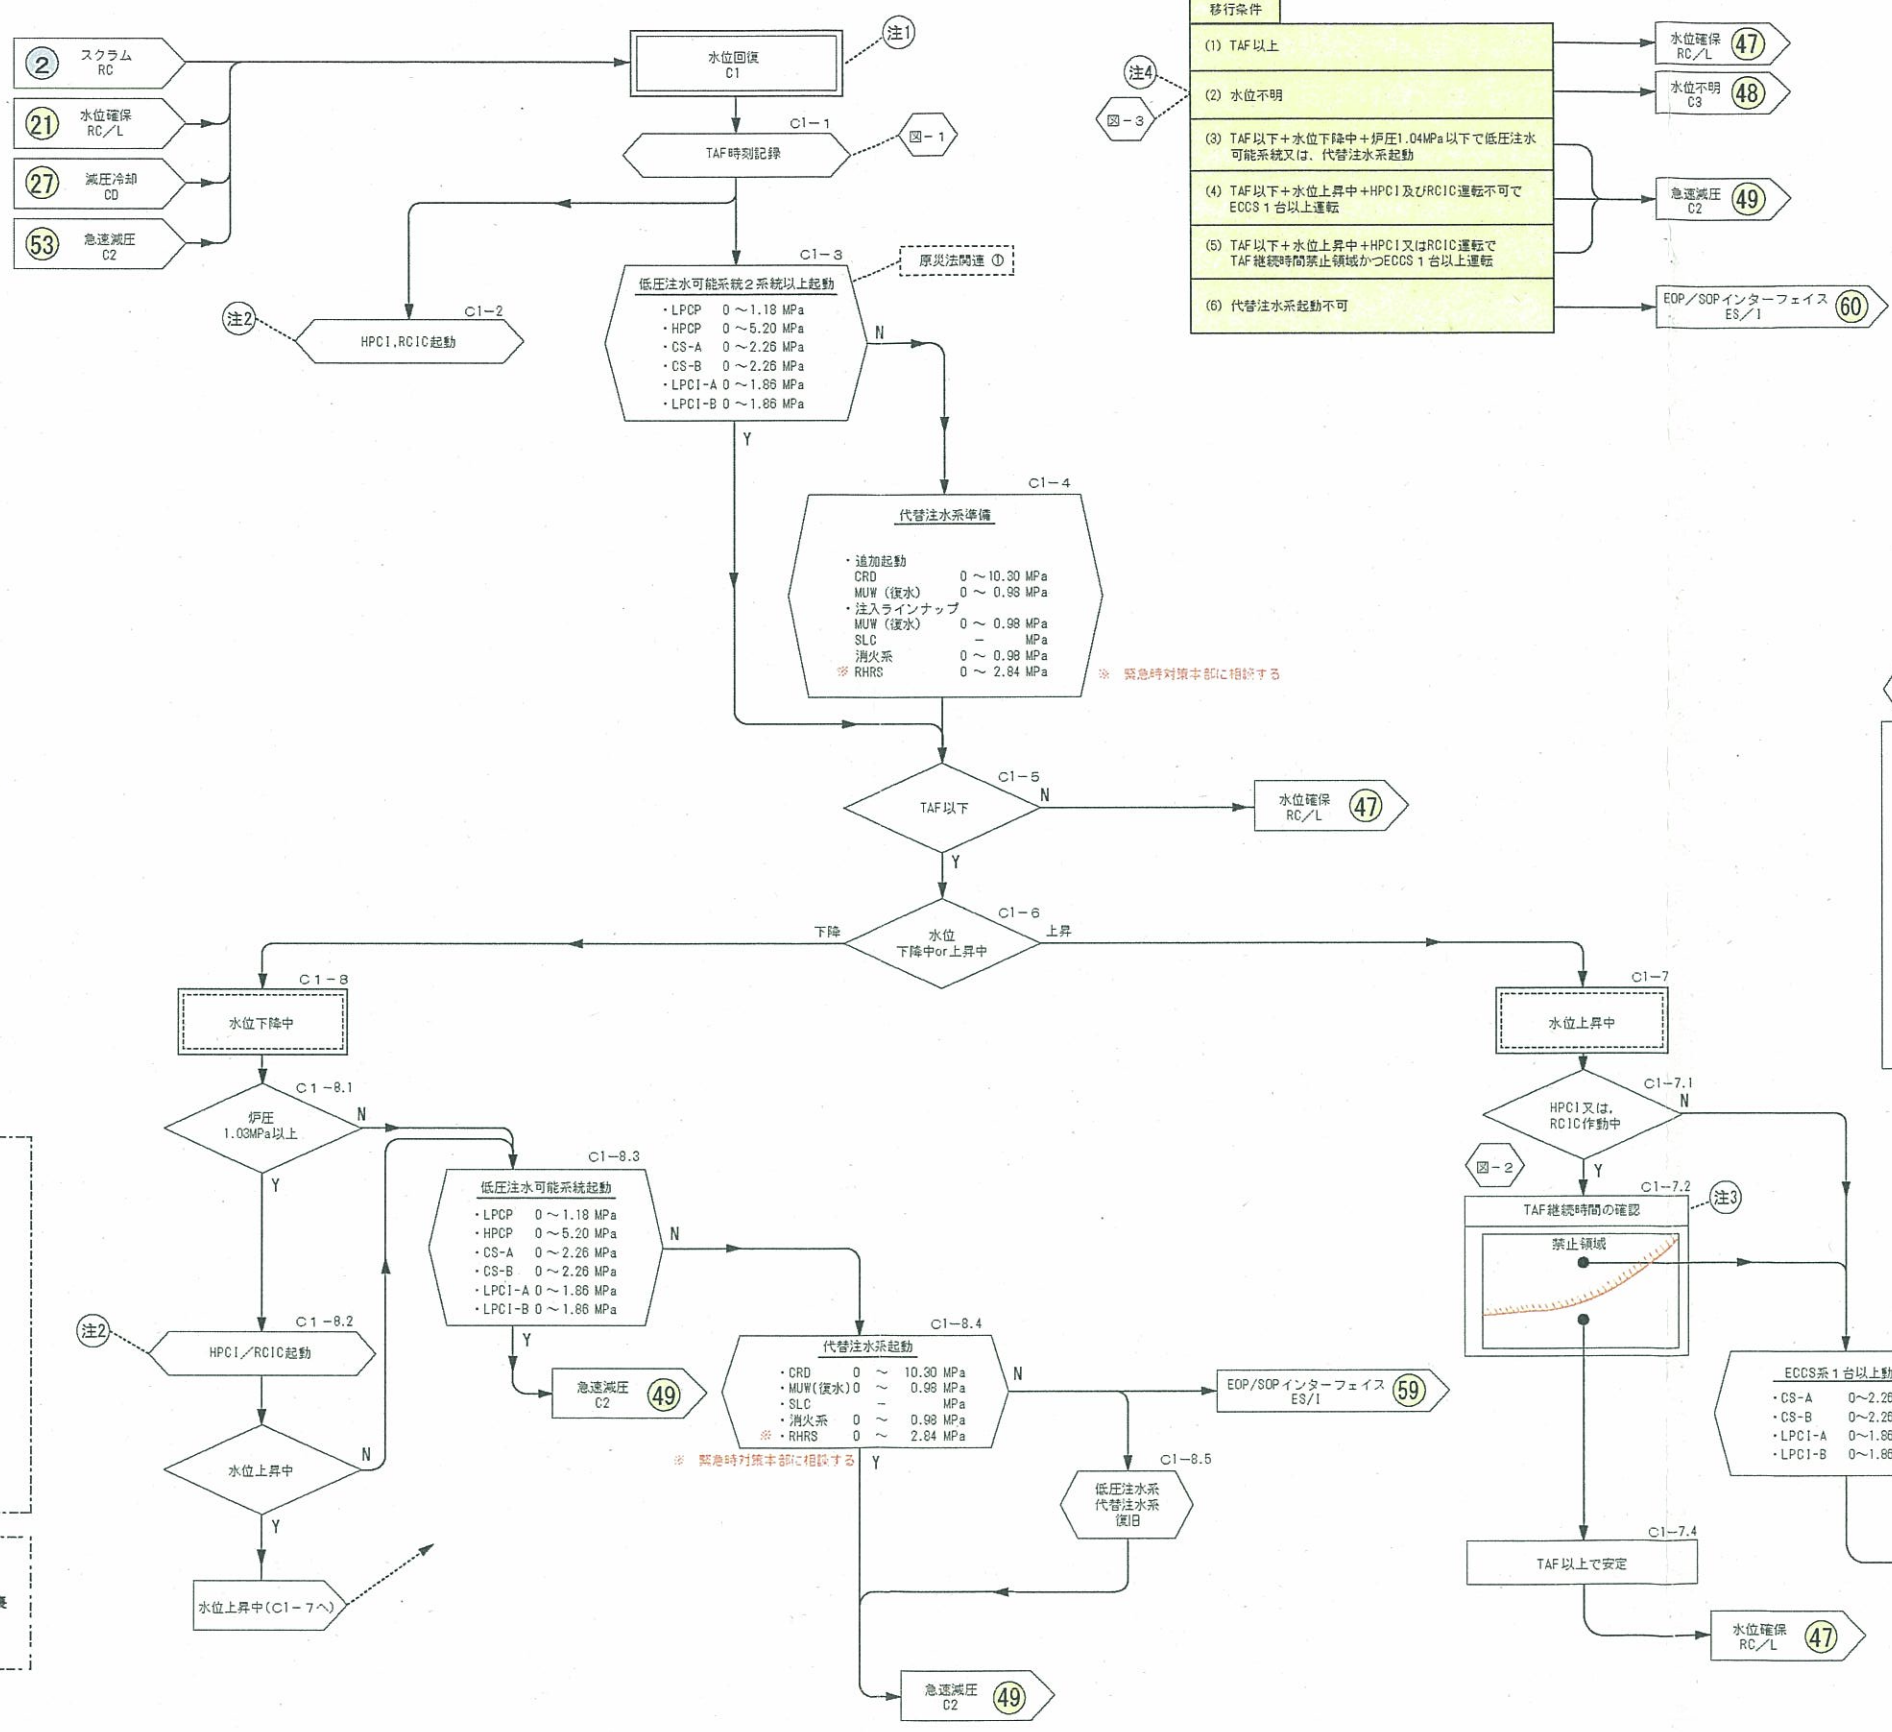 ② スクラム
RC
㉑ 水位確保
RC／L
㉗ 減圧冷却
CD
53 急速減圧
C2
水位回復
C1
注1
C1－1
TAF時刻記録
図－1
C1－2
注2
HPCI,RCIC起動
C1－3
原災法関連 ①
低圧注水可能系統２系統以上起動
・LPCP 0 ～1.18 MPa
・HPCP 0 ～5.20 MPa
・CS-A 0 ～2.26 MPa
・CS-B 0 ～2.26 MPa
・LPCI-A 0 ～1.86 MPa
・LPCI-B 0 ～1.86 MPa
N
Y
移行条件
注4
図－3
(1) TAF以上
(2) 水位不明
(3) TAF以下＋水位下降中＋炉圧1.04MPa以下で低圧注水
可能系統又は、代替注水系起動
(4) TAF以下＋水位上昇中＋HPCI及びRCIC運転不可で
ECCS１台以上運転
(5) TAF以下＋水位上昇中＋HPCI又はRCIC運転で
TAF継続時間禁止領域かつECCS１台以上運転
(6) 代替注水系起動不可
水位確保
RC／L 47
水位不明
C3 48
急速減圧
C2 49
EOP／SOPインターフェイス
ES／I 60
C1－4
代替注水系準備
・追加起動
CRD 0 ～10.30 MPa
MUW（復水） 0 ～ 0.98 MPa
・注入ラインナップ
MUW（復水） 0 ～ 0.98 MPa
SLC － MPa
消火系 0 ～ 0.98 MPa
※ RHRS 0 ～ 2.84 MPa
※ 緊急時対策本部に相談する
C1－5
TAF以下
N
Y
水位確保
RC／L 47
C1－6
水位
下降中or上昇中
下降
上昇
C1－8
水位下降中
C1－8.1
炉圧
1.03MPa以上
N
Y
C1－8.2
注2
HPCI／RCIC起動
水位上昇中
N
Y
水位上昇中(C1－7へ)
C1－8.3
低圧注水可能系統起動
・LPCP 0 ～1.18 MPa
・HPCP 0 ～5.20 MPa
・CS-A 0 ～2.26 MPa
・CS-B 0 ～2.26 MPa
・LPCI-A 0 ～1.86 MPa
・LPCI-B 0 ～1.86 MPa
N
Y
急速減圧
C2 49
C1－8.4
代替注水系起動
・CRD 0 ～ 10.30 MPa
・MUW(復水) 0 ～ 0.98 MPa
・SLC － MPa
・消火系 0 ～ 0.98 MPa
※ ・RHRS 0 ～ 2.84 MPa
※ 緊急時対策本部に相談する
N
Y
EOP/SOPインターフェイス
ES/I 59
C1－8.5
低圧注水系
代替注水系
復旧
急速減圧
C2 49
C1－7
水位上昇中
C1－7.1
HPCI又は,
RCIC作動中
N
Y
図－2
C1－7.2
注3
TAF継続時間の確認
禁止領域
ECCS系１台以上動
・CS-A 0～2.26
・CS-B 0～2.26
・LPCI-A 0～1.86
・LPCI-B 0～1.86
C1－7.4
TAF以上で安定
水位確保
RC／L 47